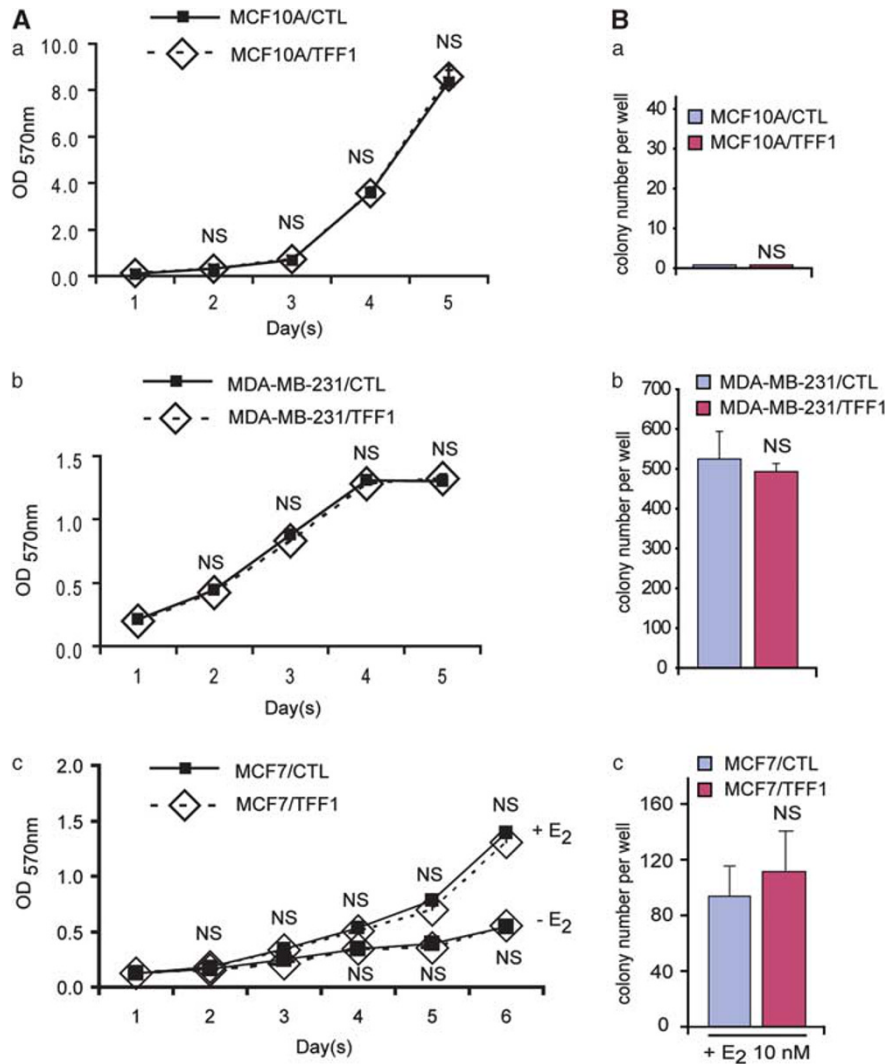 A
a
MCF10A/CTL
MCF10A/TFF1
OD 570nm
10.0
8.0
6.0
4.0
2.0
0.0
NS
NS
NS
NS
1 2 3 4 5
Day(s)
b
MDA-MB-231/CTL
MDA-MB-231/TFF1
OD 570nm
1.5
1.0
0.5
0.0
NS
NS
NS
NS
1 2 3 4 5
Day(s)
c
MCF7/CTL
MCF7/TFF1
OD 570nm
2.0
1.5
1.0
0.5
0.0
NS
NS
NS
NS
NS
+ E2
- E2
NS
NS
NS
1 2 3 4 5 6
Day(s)
B
a
MCF10A/CTL
MCF10A/TFF1
colony number per well
40
30
20
10
0
NS
b
MDA-MB-231/CTL
MDA-MB-231/TFF1
colony number per well
700
600
500
400
300
200
100
0
NS
c
MCF7/CTL
MCF7/TFF1
colony number per well
160
120
80
40
0
NS
+ E2 10 nM